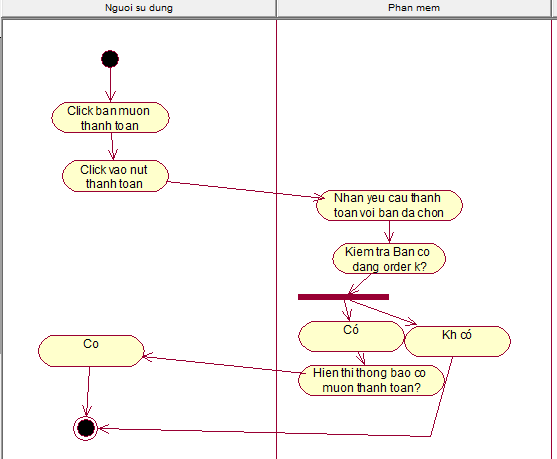 Nguoi su dung
Phan mem
Click ban muon
thanh toan
Click vao nut
thanh toan
Nhan yeu cau thanh
toan voi ban da chon
Kiem tra Ban co
dang order k?
Có
Kh có
Co
Hien thi thong bao co
muon thanh toan?